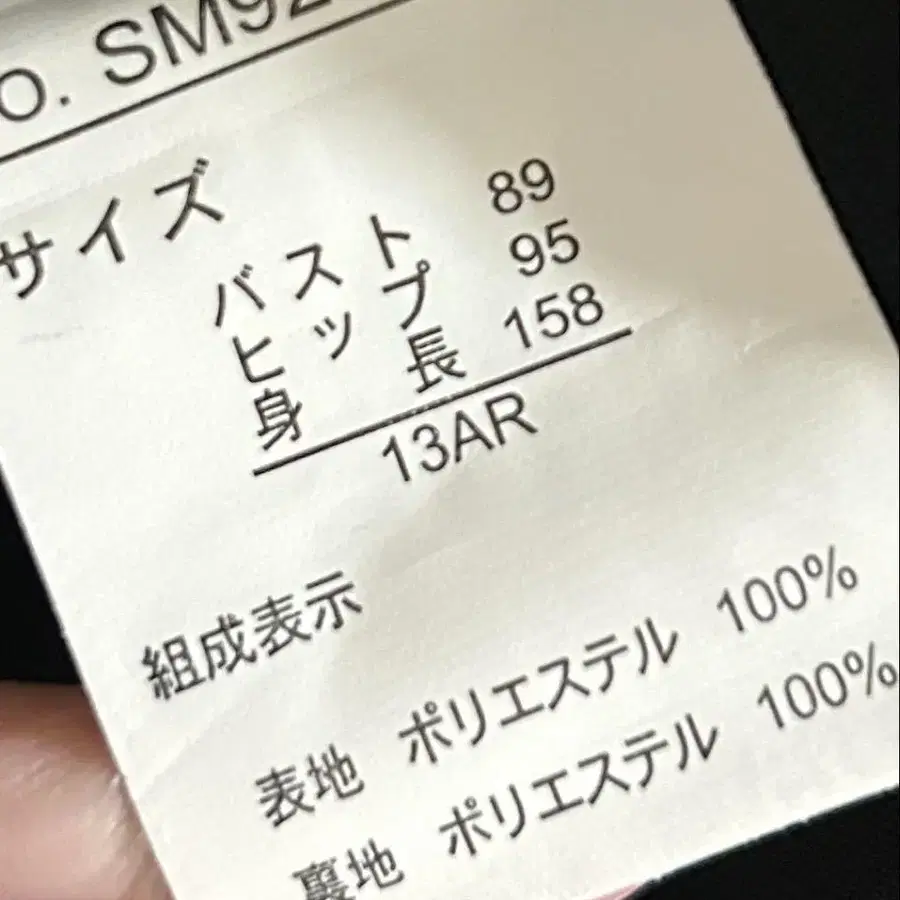 o. SM92
サイズ
バスト 89
ヒップ 95
身長 158
13AR
組成表示
表地 ポリエステル 100%
裏地 ポリエステル 100%